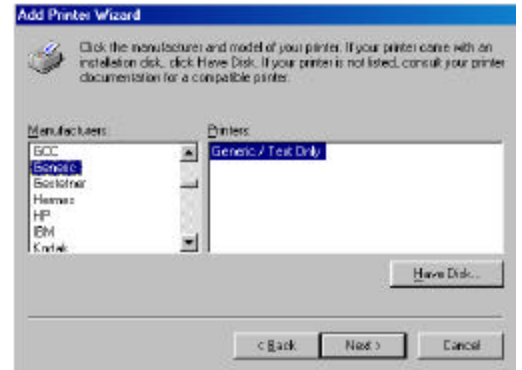 Add Printer Wizard
Click the manufacturer and model of your printer. If your printer came with an
installation disk, click Have Disk. If your printer is not listed, consult your printer
documentation for a compatible printer.
Manufacturers:
Printers:
GCC
Generic
Gestetner
Hermes
HP
IBM
Kodak
Generic / Text Only
Have Disk...
< Back
Next >
Cancel